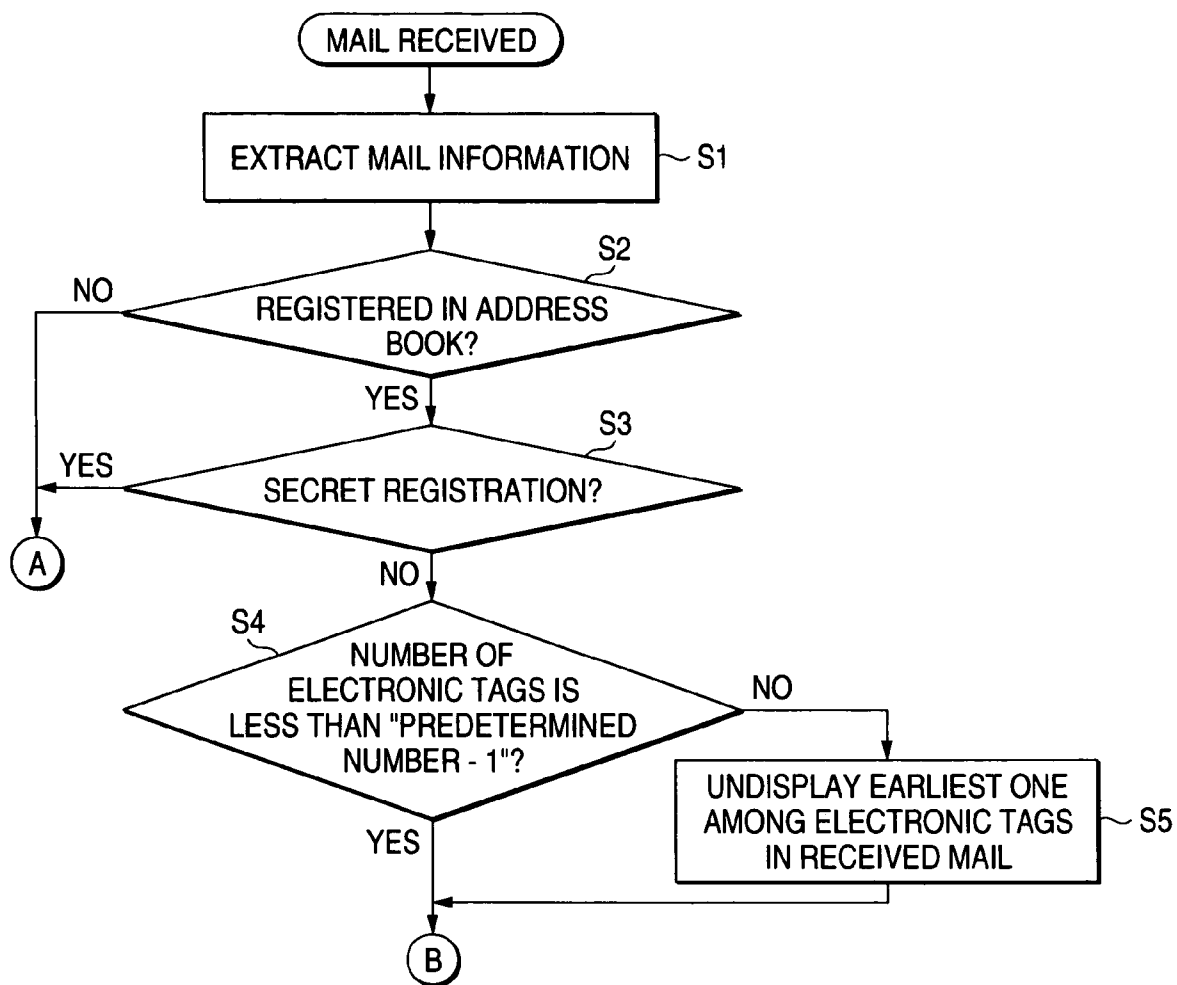 MAIL RECEIVED
EXTRACT MAIL INFORMATION
S1
S2
NO
REGISTERED IN ADDRESS
BOOK?
YES
S3
YES
SECRET REGISTRATION?
A
NO
S4
NUMBER OF
ELECTRONIC TAGS IS
LESS THAN "PREDETERMINED
NUMBER - 1"?
NO
UNDISPLAY EARLIEST ONE
AMONG ELECTRONIC TAGS
IN RECEIVED MAIL
S5
YES
B